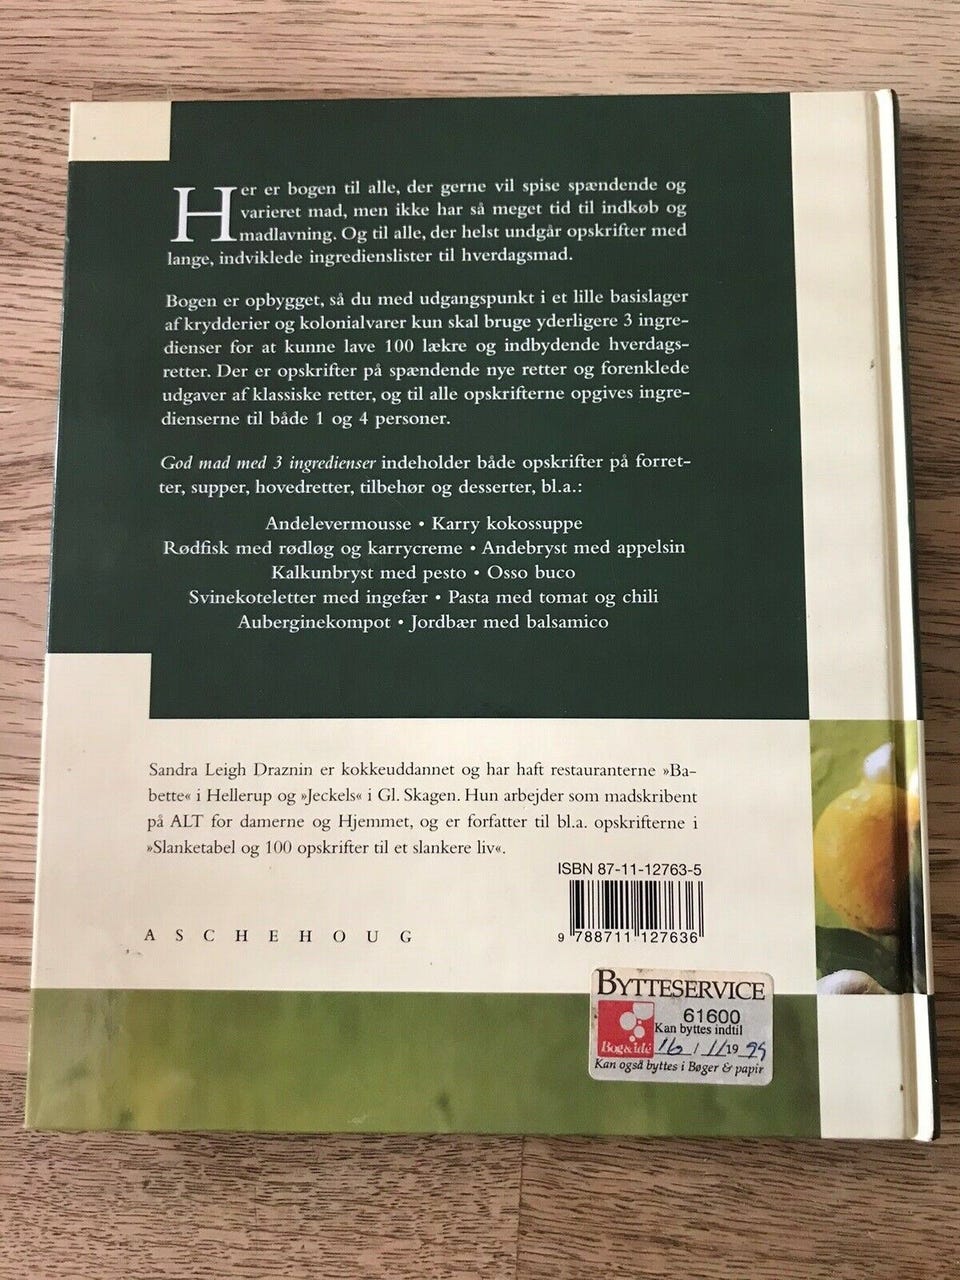 Her er bogen til alle, der gerne vil spise spændende og
varieret mad, men ikke har så meget tid til indkøb og
madlavning. Og til alle, der helst undgår opskrifter med
lange, indviklede ingredienslister til hverdagsmad.
Bogen er opbygget, så du med udgangspunkt i et lille basislager
af krydderier og kolonialvarer kun skal bruge yderligere 3 ingre-
dienser for at kunne lave 100 lækre og indbydende hverdags-
retter. Der er opskrifter på spændende nye retter og forenklede
udgaver af klassiske retter, og til alle opskrifterne opgives ingre-
dienserne til både 1 og 4 personer.
God mad med 3 ingredienser indeholder både opskrifter på forret-
ter, supper, hovedretter, tilbehør og desserter, bl.a.:
Andelevermousse • Karry kokossuppe
Rødfisk med rødløg og karrycreme • Andebryst med appelsin
Kalkunbryst med pesto • Osso buco
Svinekoteletter med ingefær • Pasta med tomat og chili
Auberginekompot • Jordbær med balsamico
Sandra Leigh Draznin er kokkeuddannet og har haft restauranterne »Ba-
bette« i Hellerup og »Jeckels« i Gl. Skagen. Hun arbejder som madskribent
på ALT for damerne og Hjemmet, og er forfatter til bl.a. opskrifterne i
»Slanketabel og 100 opskrifter til et slankere liv«.
ISBN 87-11-12763-5
9 788711 127636
ASCHEHOUG
BYTTESERVICE
61600
Kan byttes indtil
Bog&idé 16 / 11 19 99
Kan også byttes i Bøger & papir